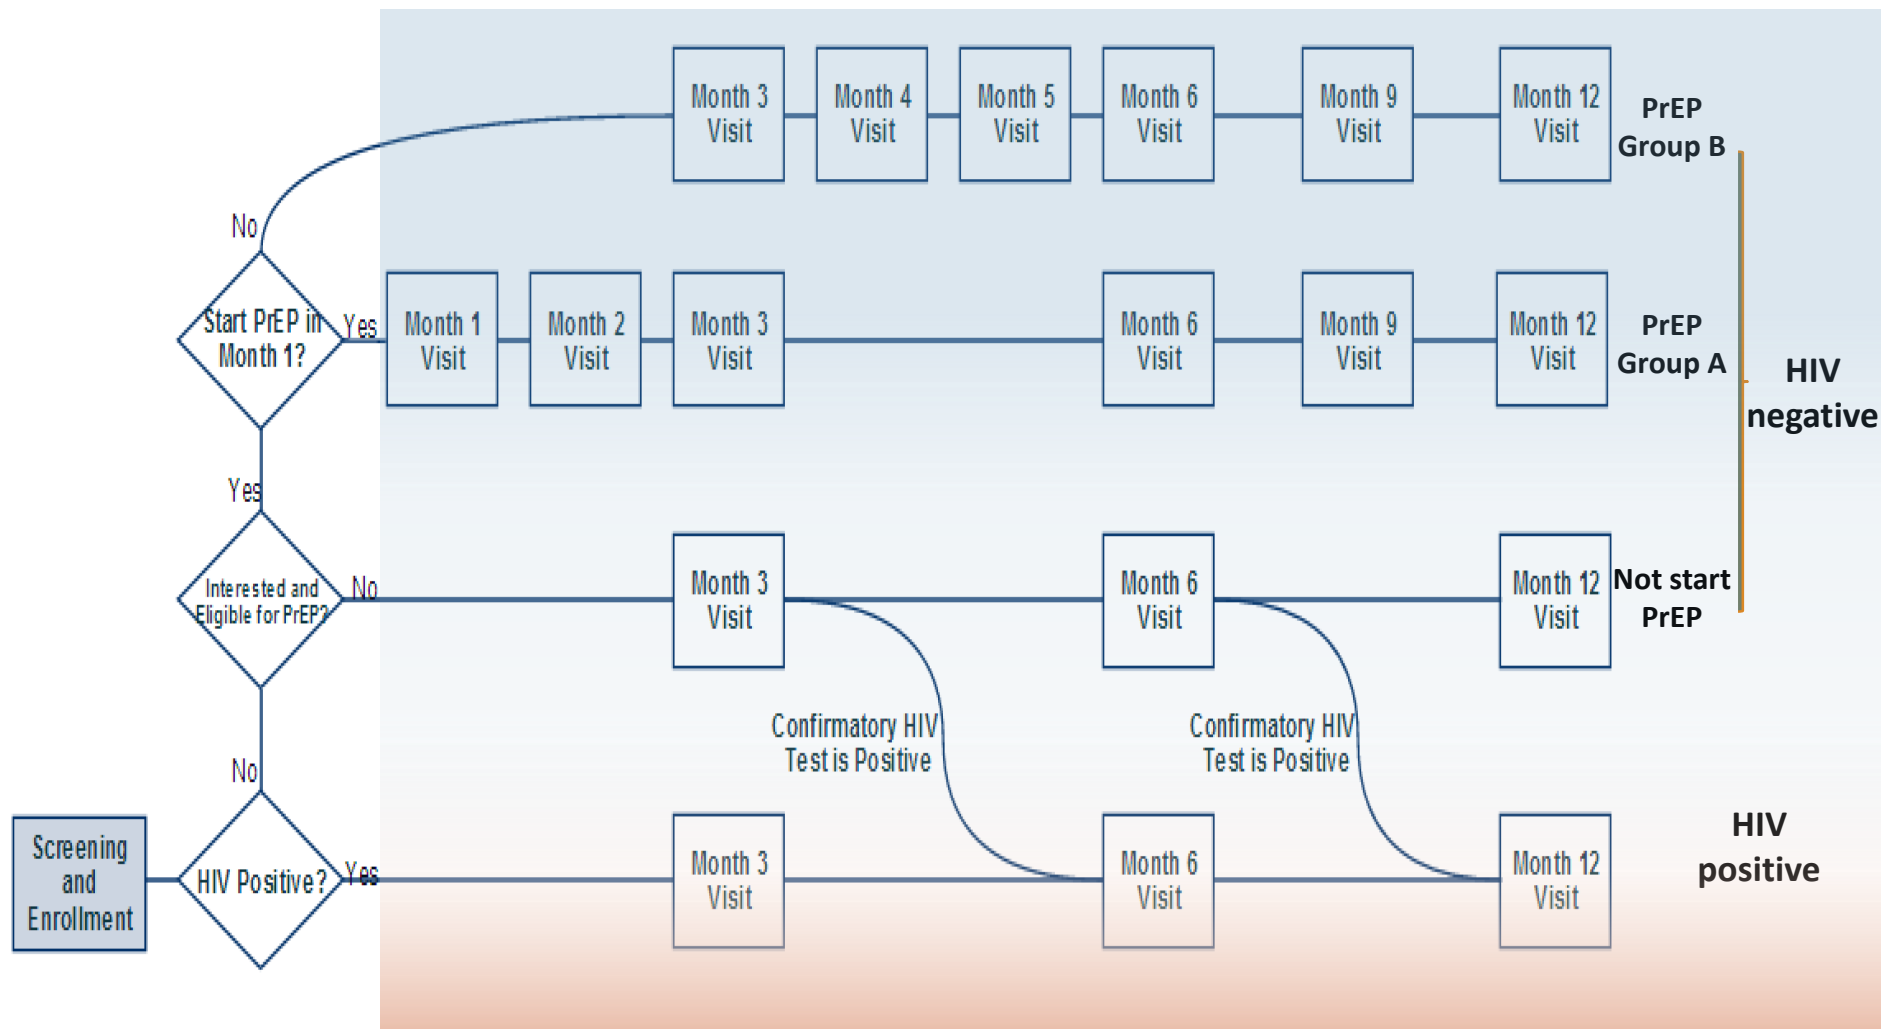 Month 3
Visit
Month 4
Visit
Month 5
Visit
Month 6
Visit
Month 9
Visit
Month 12
Visit
PrEP
Group B
No
Start PrEP in
Month 1?
Yes
Month 1
Visit
Month 2
Visit
Month 3
Visit
Month 6
Visit
Month 9
Visit
Month 12
Visit
PrEP
Group A
HIV
negative
Yes
Interested and
Eligible for PrEP?
No
Month 3
Visit
Month 6
Visit
Month 12
Visit
Not start
PrEP
Confirmatory HIV
Test is Positive
Confirmatory HIV
Test is Positive
No
Screening
and
Enrollment
HIV Positive?
Yes
Month 3
Visit
Month 6
Visit
Month 12
Visit
HIV
positive